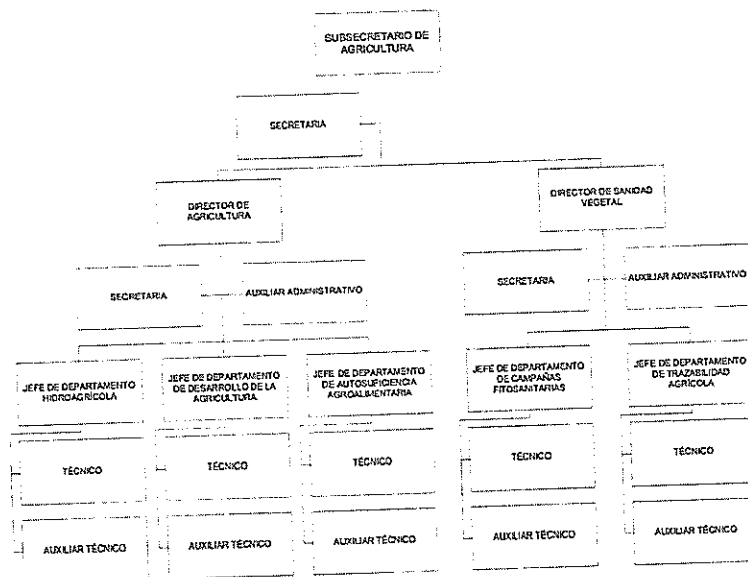 SUBSECRETARIO DE
AGRICULTURA
SECRETARIA
DIRECTOR DE
AGRICULTURA
DIRECTOR DE SANIDAD
VEGETAL
SECRETARIA
AUXILIAR ADMINISTRATIVO
SECRETARIA
AUXILIAR ADMINISTRATIVO
JEFE DE DEPARTAMENTO
HIDROAGRÍCOLA
JEFE DE DEPARTAMENTO
DE DESARROLLO DE LA
AGRICULTURA
JEFE DE DEPARTAMENTO
DE AUTOSUFICIENCIA
AGROALIMENTARIA
JEFE DE DEPARTAMENTO
DE CAMPAÑAS
FITOSANITARIAS
JEFE DE DEPARTAMENTO
DE TRAZABILIDAD
AGRÍCOLA
TÉCNICO
TÉCNICO
TÉCNICO
TÉCNICO
TÉCNICO
AUXILIAR TÉCNICO
AUXILIAR TÉCNICO
AUXILIAR TÉCNICO
AUXILIAR TÉCNICO
AUXILIAR TÉCNICO